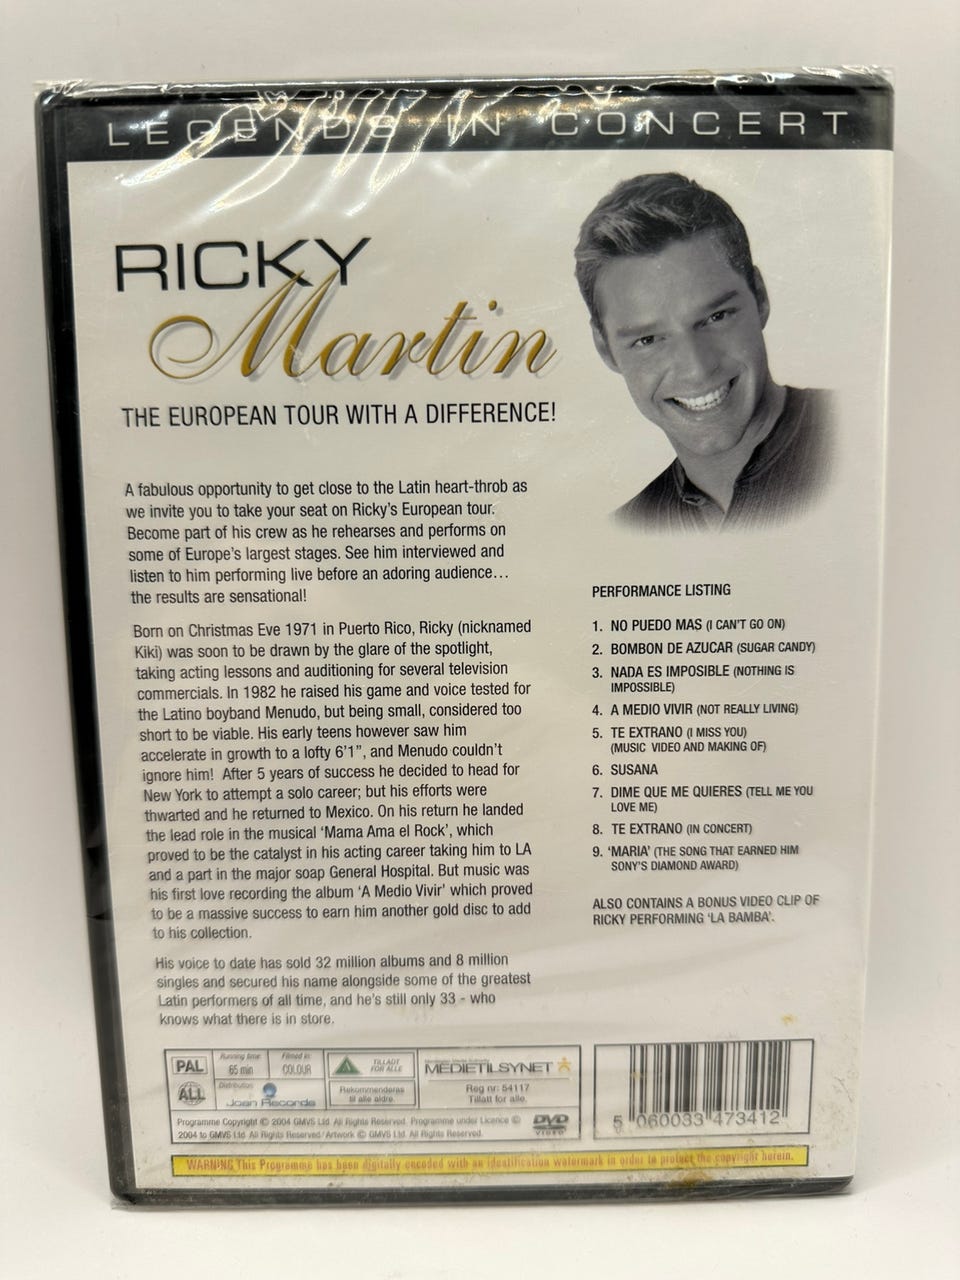 LEGENDS IN CONCERT
RICKY
Martin
THE EUROPEAN TOUR WITH A DIFFERENCE!
A fabulous opportunity to get close to the Latin heart-throb as
we invite you to take your seat on Ricky's European tour.
Become part of his crew as he rehearses and performs on
some of Europe's largest stages. See him interviewed and
listen to him performing live before an adoring audience…
the results are sensational!
Born on Christmas Eve 1971 in Puerto Rico, Ricky (nicknamed
Kiki) was soon to be drawn by the glare of the spotlight,
taking acting lessons and auditioning for several television
commercials. In 1982 he raised his game and voice tested for
the Latino boyband Menudo, but being small, considered too
short to be viable. His early teens however saw him
accelerate in growth to a lofty 6'1", and Menudo couldn't
ignore him! After 5 years of success he decided to head for
New York to attempt a solo career; but his efforts were
thwarted and he returned to Mexico. On his return he landed
the lead role in the musical 'Mama Ama el Rock', which
proved to be the catalyst in his acting career taking him to LA
and a part in the major soap General Hospital. But music was
his first love recording the album 'A Medio Vivir' which proved
to be a massive success to earn him another gold disc to add
to his collection.
His voice to date has sold 32 million albums and 8 million
singles and secured his name alongside some of the greatest
Latin performers of all time, and he's still only 33 - who
knows what there is in store.
PERFORMANCE LISTING
1. NO PUEDO MAS (I CAN'T GO ON)
2. BOMBON DE AZUCAR (SUGAR CANDY)
3. NADA ES IMPOSIBLE (NOTHING IS
IMPOSSIBLE)
4. A MEDIO VIVIR (NOT REALLY LIVING)
5. TE EXTRANO (I MISS YOU)
(MUSIC VIDEO AND MAKING OF)
6. SUSANA
7. DIME QUE ME QUIERES (TELL ME YOU
LOVE ME)
8. TE EXTRANO (IN CONCERT)
9. 'MARIA' (THE SONG THAT EARNED HIM
SONY'S DIAMOND AWARD)
ALSO CONTAINS A BONUS VIDEO CLIP OF
RICKY PERFORMING 'LA BAMBA'.
PAL
Running time:
65 min
Filmed in:
COLOUR
TILLADT
FOR ALLE
MEDIETILSYNET
ALL
Distribution
Joan Records
Rekommenderes
til alle aldre.
Reg nr: 54117
Tillatt for alle.
Programme Copyright © 2004 GMVS Ltd All Rights Reserved. Programme under Licence ©
2004 to GMVS Ltd All Rights Reserved/Artwork © GMVS Ltd. All Rights Reserved.
DVD
VIDEO
5 060033 473412
WARNING This Programme has been digitally encoded with an identification watermark in order to protect the copyright herein.